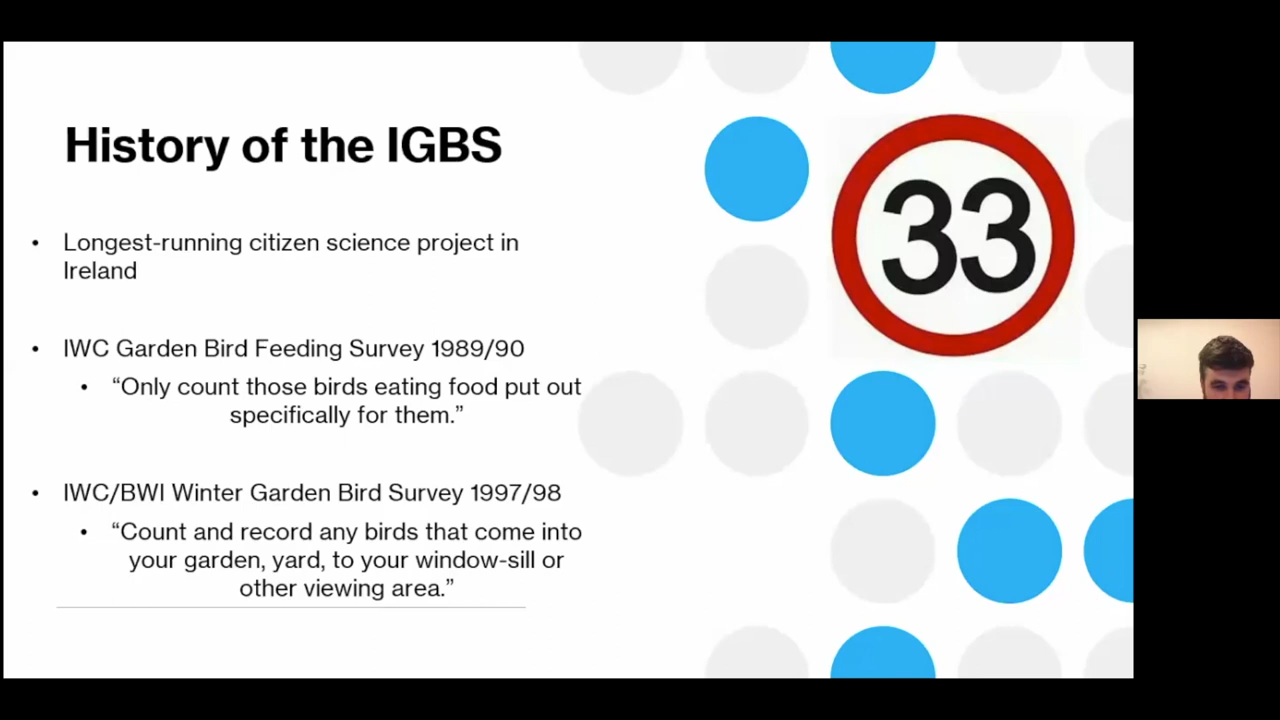 History of the IGBS
33
• Longest-running citizen science project in
Ireland
• IWC Garden Bird Feeding Survey 1989/90
• “Only count those birds eating food put out
specifically for them.”
• IWC/BWI Winter Garden Bird Survey 1997/98
• “Count and record any birds that come into
your garden, yard, to your window-sill or
other viewing area.”